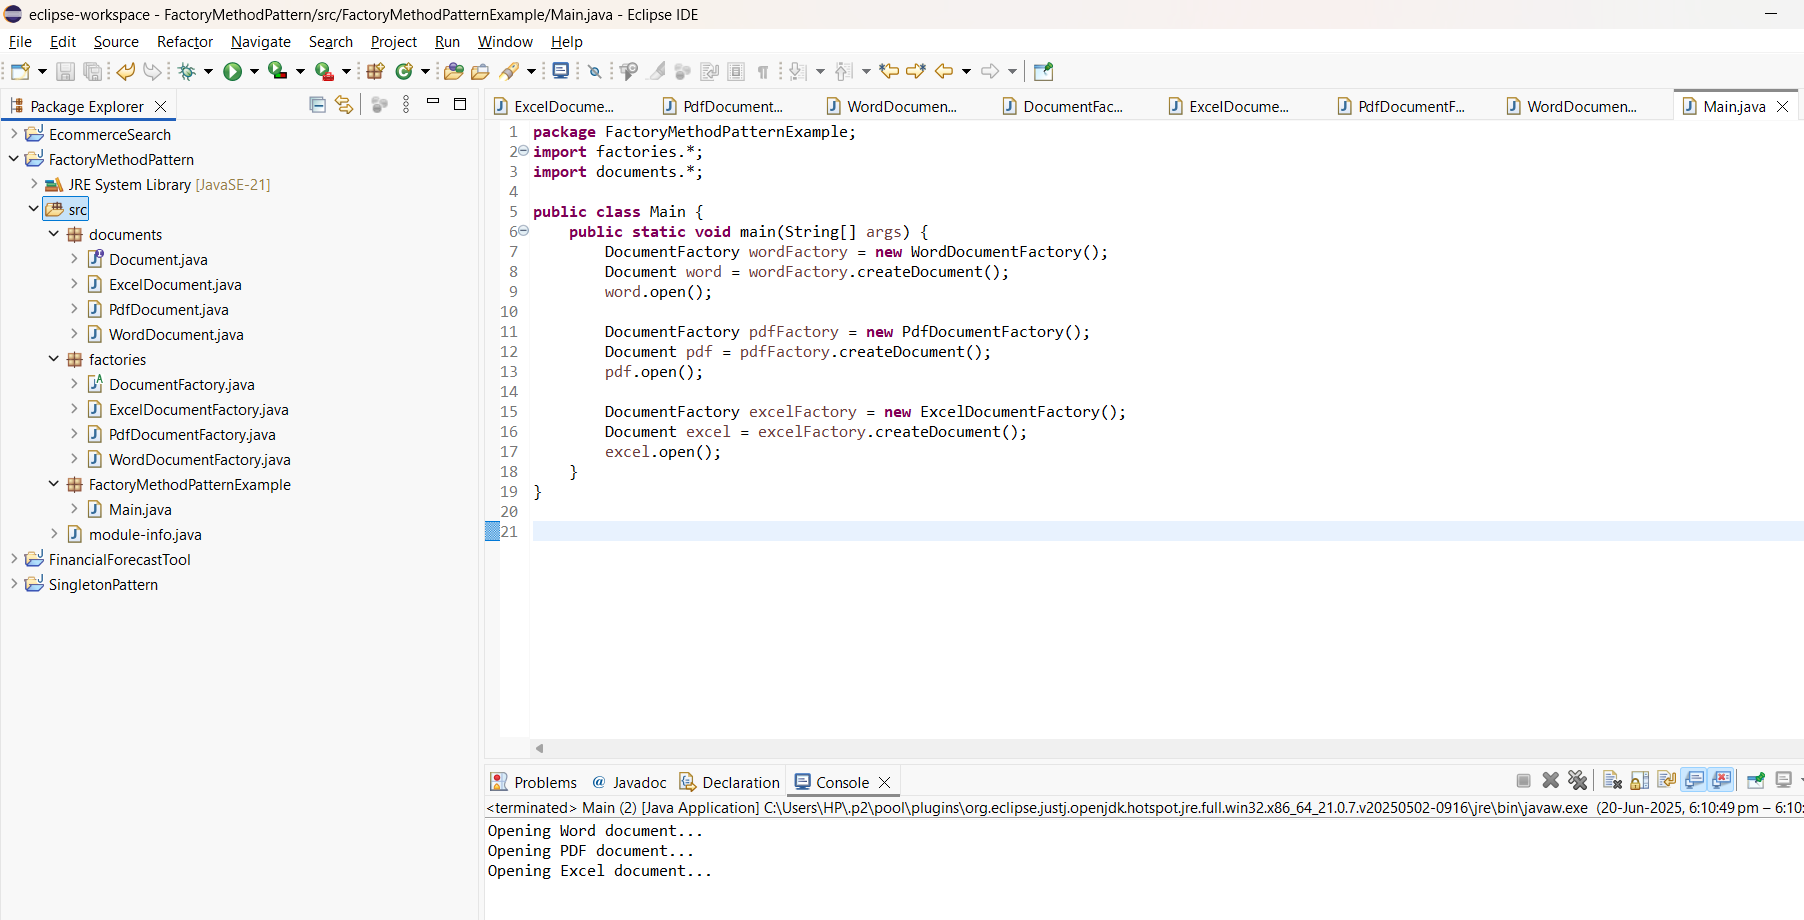 eclipse-workspace - FactoryMethodPattern/src/FactoryMethodPatternExample/Main.java - Eclipse IDE
File Edit Source Refactor Navigate Search Project Run Window Help
Package Explorer
EcommerceSearch
FactoryMethodPattern
JRE System Library [JavaSE-21]
src
documents
Document.java
ExcelDocument.java
PdfDocument.java
WordDocument.java
factories
DocumentFactory.java
ExcelDocumentFactory.java
PdfDocumentFactory.java
WordDocumentFactory.java
FactoryMethodPatternExample
Main.java
module-info.java
FinancialForecastTool
SingletonPattern
ExcelDocume... PdfDocument... WordDocumen... DocumentFac... ExcelDocume... PdfDocumentF... WordDocumen... Main.java
1 package FactoryMethodPatternExample;
2 import factories.*;
3 import documents.*;
4
5 public class Main {
6 public static void main(String[] args) {
7 DocumentFactory wordFactory = new WordDocumentFactory();
8 Document word = wordFactory.createDocument();
9 word.open();
10
11 DocumentFactory pdfFactory = new PdfDocumentFactory();
12 Document pdf = pdfFactory.createDocument();
13 pdf.open();
14
15 DocumentFactory excelFactory = new ExcelDocumentFactory();
16 Document excel = excelFactory.createDocument();
17 excel.open();
18 }
19 }
20
21
Problems @ Javadoc Declaration Console
<terminated> Main (2) [Java Application] C:\Users\HP\.p2\pool\plugins\org.eclipse.justj.openjdk.hotspot.jre.full.win32.x86_64_21.0.7.v20250502-0916\jre\bin\javaw.exe (20-Jun-2025, 6:10:49 pm – 6:10:
Opening Word document...
Opening PDF document...
Opening Excel document...